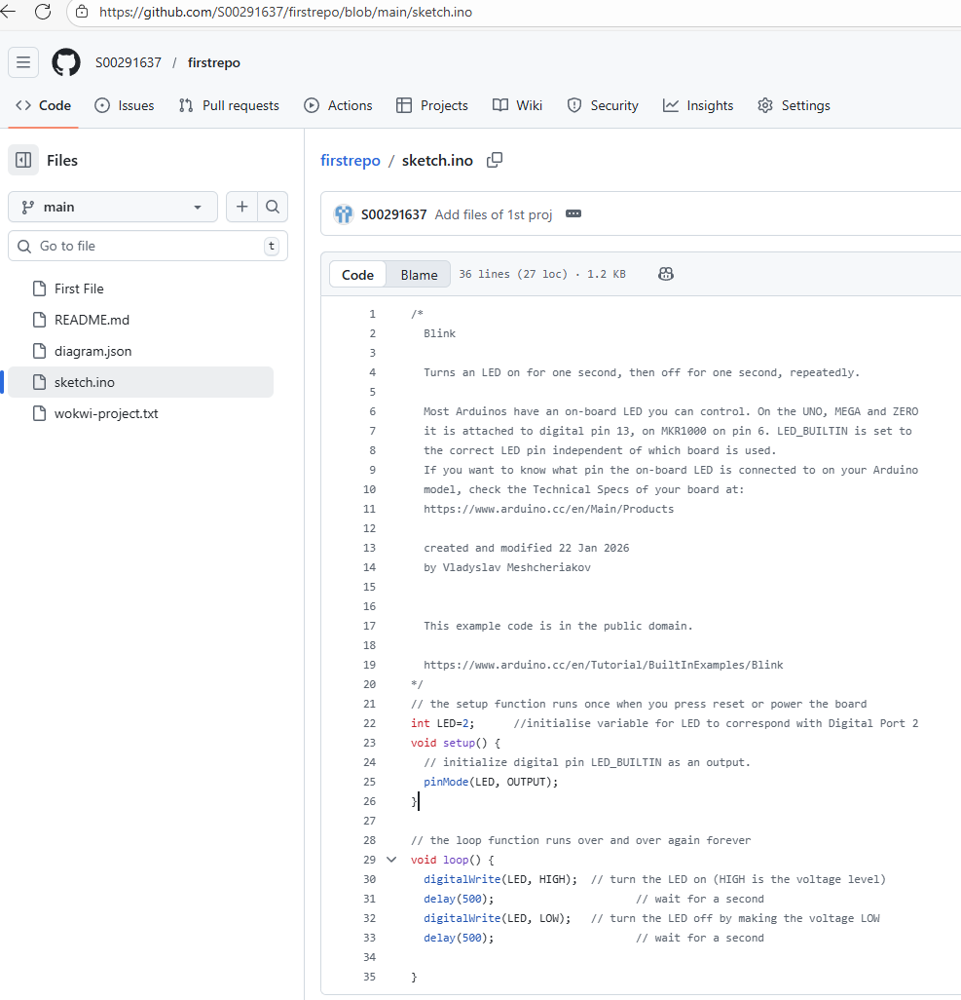 https://github.com/S00291637/firstrepo/blob/main/sketch.ino
S00291637 / firstrepo
Code Issues Pull requests Actions Projects Wiki Security Insights Settings
Files
main
Go to file t
First File
README.md
diagram.json
sketch.ino
wokwi-project.txt
firstrepo / sketch.ino
S00291637 Add files of 1st proj
Code Blame 36 lines (27 loc) · 1.2 KB
1 /*
2   Blink
3
4   Turns an LED on for one second, then off for one second, repeatedly.
5
6   Most Arduinos have an on-board LED you can control. On the UNO, MEGA and ZERO
7   it is attached to digital pin 13, on MKR1000 on pin 6. LED_BUILTIN is set to
8   the correct LED pin independent of which board is used.
9   If you want to know what pin the on-board LED is connected to on your Arduino
10   model, check the Technical Specs of your board at:
11   https://www.arduino.cc/en/Main/Products
12
13   created and modified 22 Jan 2026
14   by Vladyslav Meshcheriakov
15
16
17   This example code is in the public domain.
18
19   https://www.arduino.cc/en/Tutorial/BuiltInExamples/Blink
20 */
21 // the setup function runs once when you press reset or power the board
22 int LED=2;      //initialise variable for LED to correspond with Digital Port 2
23 void setup() {
24   // initialize digital pin LED_BUILTIN as an output.
25   pinMode(LED, OUTPUT);
26 }
27
28 // the loop function runs over and over again forever
29 void loop() {
30   digitalWrite(LED, HIGH);  // turn the LED on (HIGH is the voltage level)
31   delay(500);                      // wait for a second
32   digitalWrite(LED, LOW);   // turn the LED off by making the voltage LOW
33   delay(500);                      // wait for a second
34
35 }